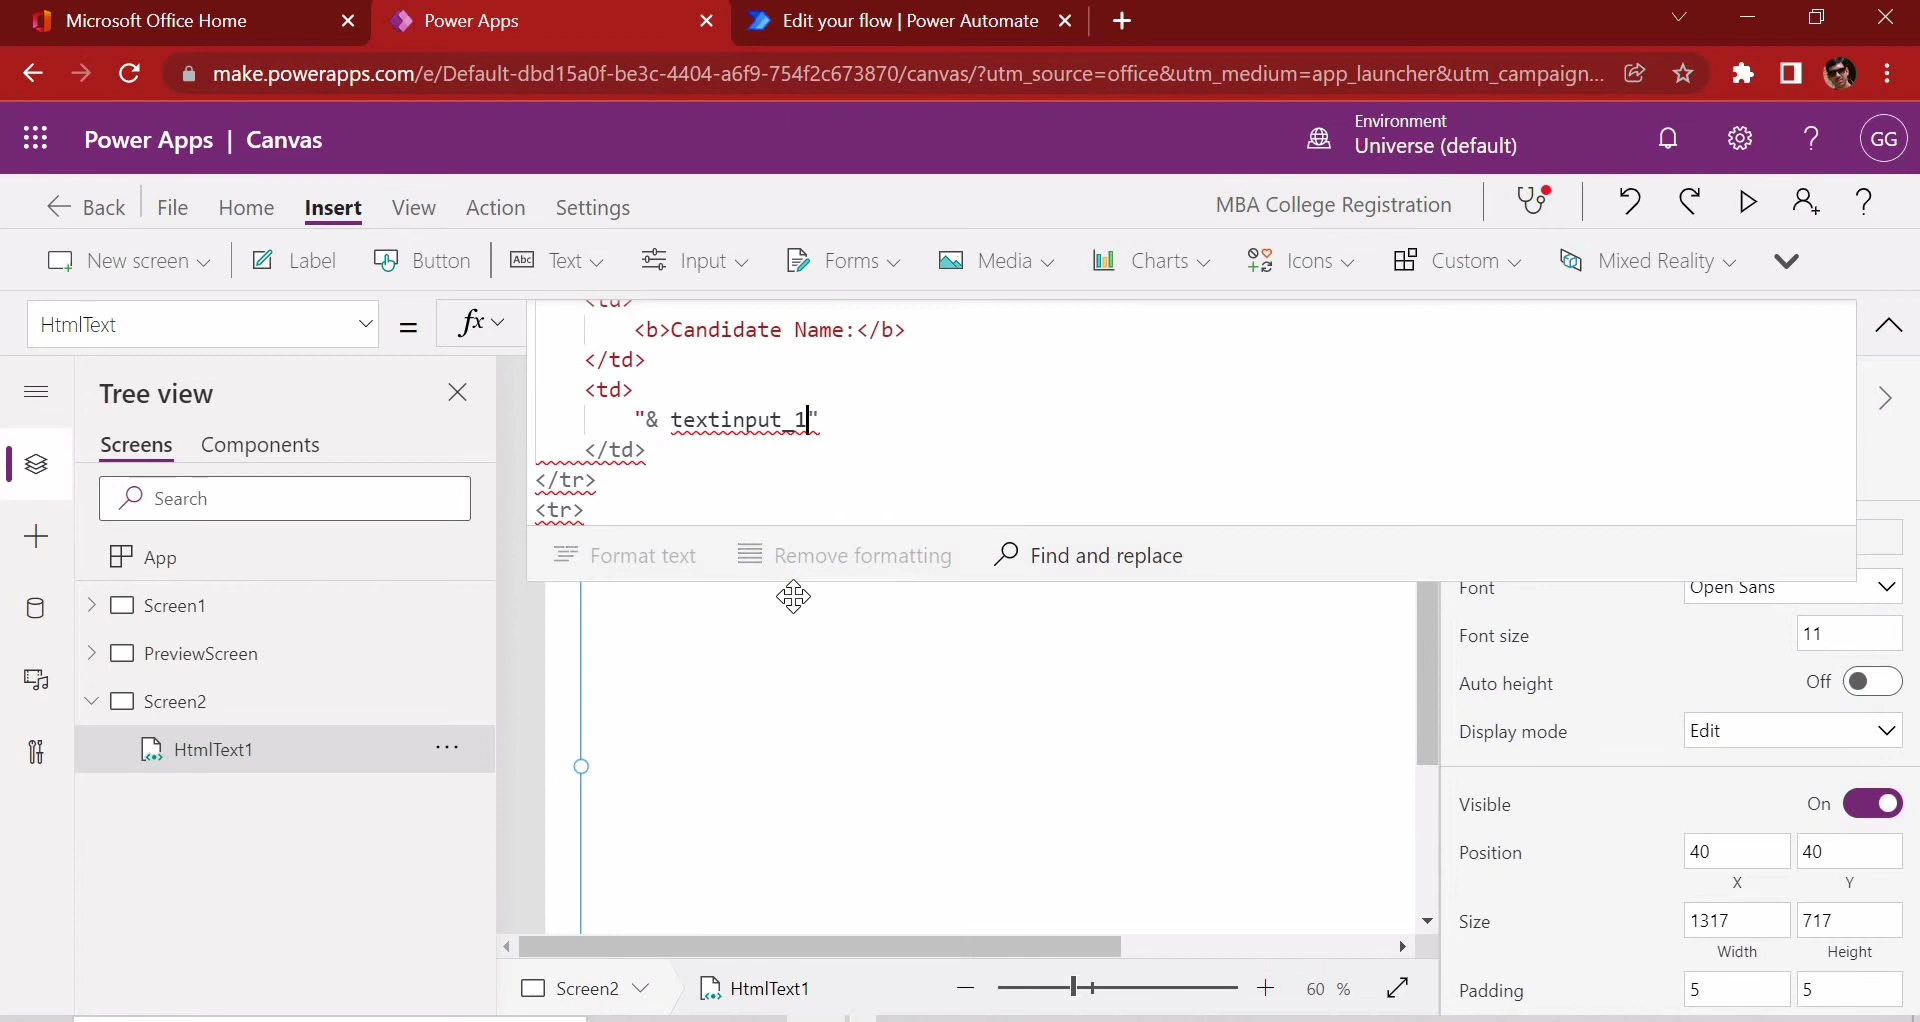 Microsoft Office Home
Power Apps
Edit your flow | Power Automate
make.powerapps.com/e/Default-dbd15a0f-be3c-4404-a6f9-754f2c673870/canvas/?utm_source=office&utm_medium=app_launcher&utm_campaign...
Power Apps | Canvas
Environment
Universe (default)
GG
Back
File
Home
Insert
View
Action
Settings
MBA College Registration
New screen
Label
Button
Abc
Text
Input
Forms
Media
Charts
Icons
Custom
Mixed Reality
HtmlText
=
fx
<td>
<b>Candidate Name:</b>
</td>
<td>
"& textinput_1"
</td>
</tr>
<tr>
Format text
Remove formatting
Find and replace
Tree view
Screens
Components
Search
App
Screen1
PreviewScreen
Screen2
HtmlText1
Font
Open Sans
Font size
11
Auto height
Off
Display mode
Edit
Visible
On
Position
40
40
X
Y
Size
1317
717
Width
Height
Padding
5
5
Screen2
HtmlText1
60 %